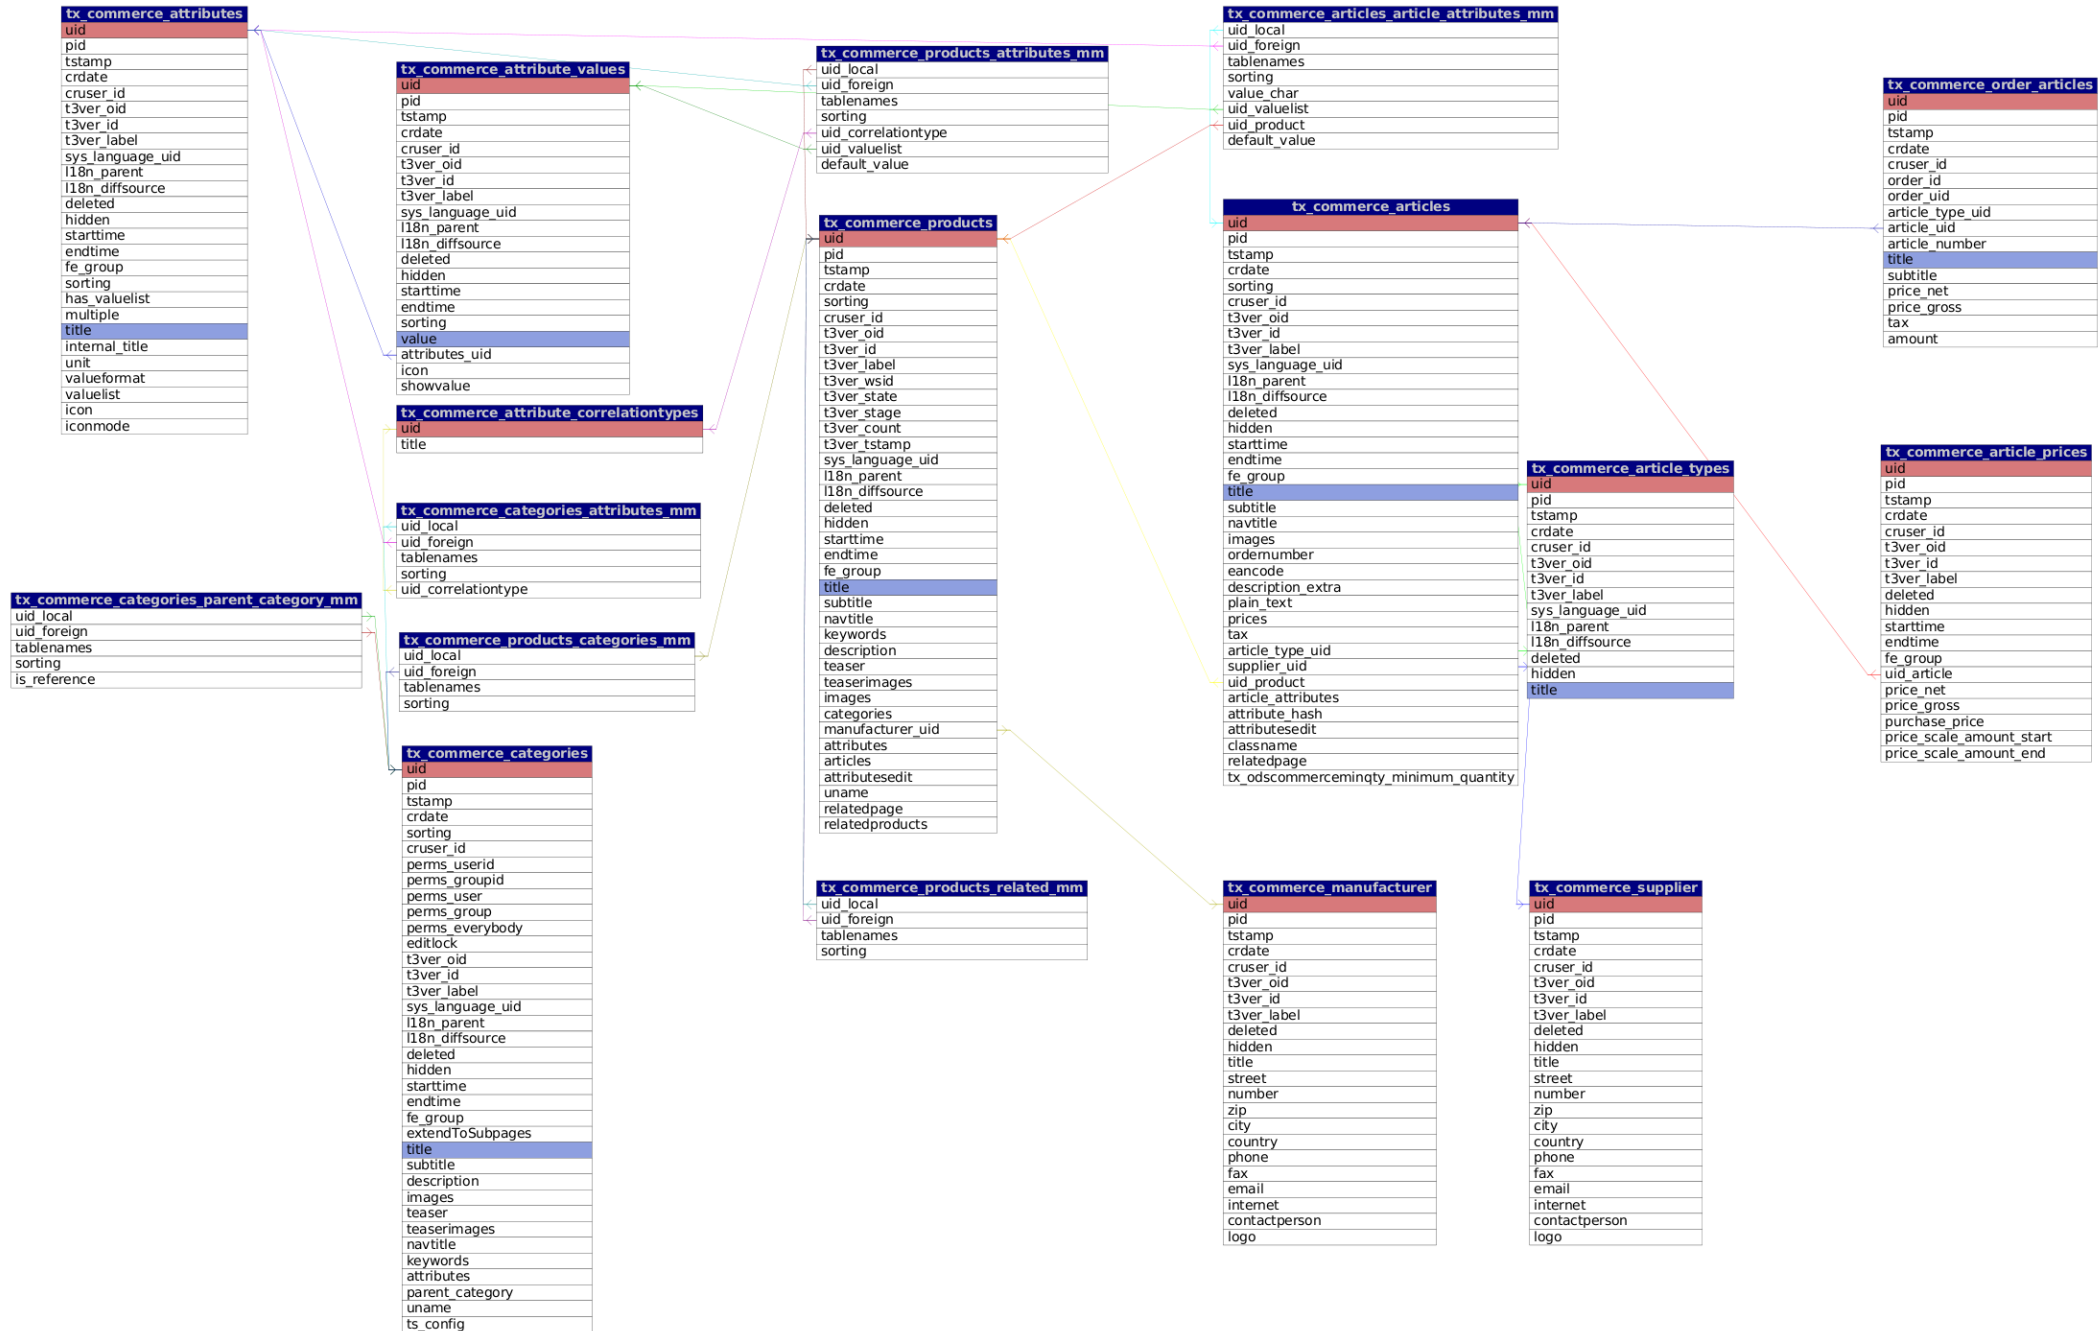 tx_commerce_attributes
uid
pid
tstamp
crdate
cruser_id
t3ver_oid
t3ver_id
t3ver_label
sys_language_uid
l18n_parent
l18n_diffsource
deleted
hidden
starttime
endtime
fe_group
sorting
has_valuelist
multiple
title
internal_title
unit
valueformat
valuelist
icon
iconmode
tx_commerce_attribute_values
uid
pid
tstamp
crdate
cruser_id
t3ver_oid
t3ver_id
t3ver_label
sys_language_uid
l18n_parent
l18n_diffsource
deleted
hidden
starttime
endtime
sorting
value
attributes_uid
icon
showvalue
tx_commerce_attribute_correlationtypes
uid
title
tx_commerce_categories_attributes_mm
uid_local
uid_foreign
tablenames
sorting
uid_correlationtype
tx_commerce_categories_parent_category_mm
uid_local
uid_foreign
tablenames
sorting
is_reference
tx_commerce_products_categories_mm
uid_local
uid_foreign
tablenames
sorting
tx_commerce_categories
uid
pid
tstamp
crdate
sorting
cruser_id
perms_userid
perms_groupid
perms_user
perms_group
perms_everybody
editlock
t3ver_oid
t3ver_id
t3ver_label
sys_language_uid
l18n_parent
l18n_diffsource
deleted
hidden
starttime
endtime
fe_group
extendToSubpages
title
subtitle
description
images
teaser
teaserimages
navtitle
keywords
attributes
parent_category
uname
ts_config
tx_commerce_products_attributes_mm
uid_local
uid_foreign
tablenames
sorting
uid_correlationtype
uid_valuelist
default_value
tx_commerce_products
uid
pid
tstamp
crdate
sorting
cruser_id
t3ver_oid
t3ver_id
t3ver_label
t3ver_wsid
t3ver_state
t3ver_stage
t3ver_count
t3ver_tstamp
sys_language_uid
l18n_parent
l18n_diffsource
deleted
hidden
starttime
endtime
fe_group
title
subtitle
navtitle
keywords
description
teaser
teaserimages
images
categories
manufacturer_uid
attributes
articles
attributesedit
uname
relatedpage
relatedproducts
tx_commerce_products_related_mm
uid_local
uid_foreign
tablenames
sorting
tx_commerce_articles_article_attributes_mm
uid_local
uid_foreign
tablenames
sorting
value_char
uid_valuelist
uid_product
default_value
tx_commerce_articles
uid
pid
tstamp
crdate
sorting
cruser_id
t3ver_oid
t3ver_id
t3ver_label
sys_language_uid
l18n_parent
l18n_diffsource
deleted
hidden
starttime
endtime
fe_group
title
subtitle
navtitle
images
ordernumber
eancode
description_extra
plain_text
prices
tax
article_type_uid
supplier_uid
uid_product
article_attributes
attribute_hash
attributesedit
classname
relatedpage
tx_odscommerceminqty_minimum_quantity
tx_commerce_article_types
uid
pid
tstamp
crdate
cruser_id
t3ver_oid
t3ver_id
t3ver_label
sys_language_uid
l18n_parent
l18n_diffsource
deleted
hidden
title
tx_commerce_manufacturer
uid
pid
tstamp
crdate
cruser_id
t3ver_oid
t3ver_id
t3ver_label
deleted
hidden
title
street
number
zip
city
country
phone
fax
email
internet
contactperson
logo
tx_commerce_supplier
uid
pid
tstamp
crdate
cruser_id
t3ver_oid
t3ver_id
t3ver_label
deleted
hidden
title
street
number
zip
city
country
phone
fax
email
internet
contactperson
logo
tx_commerce_order_articles
uid
pid
tstamp
crdate
cruser_id
order_id
order_uid
article_type_uid
article_uid
article_number
title
subtitle
price_net
price_gross
tax
amount
tx_commerce_article_prices
uid
pid
tstamp
crdate
cruser_id
t3ver_oid
t3ver_id
t3ver_label
deleted
hidden
starttime
endtime
fe_group
uid_article
price_net
price_gross
purchase_price
price_scale_amount_start
price_scale_amount_end